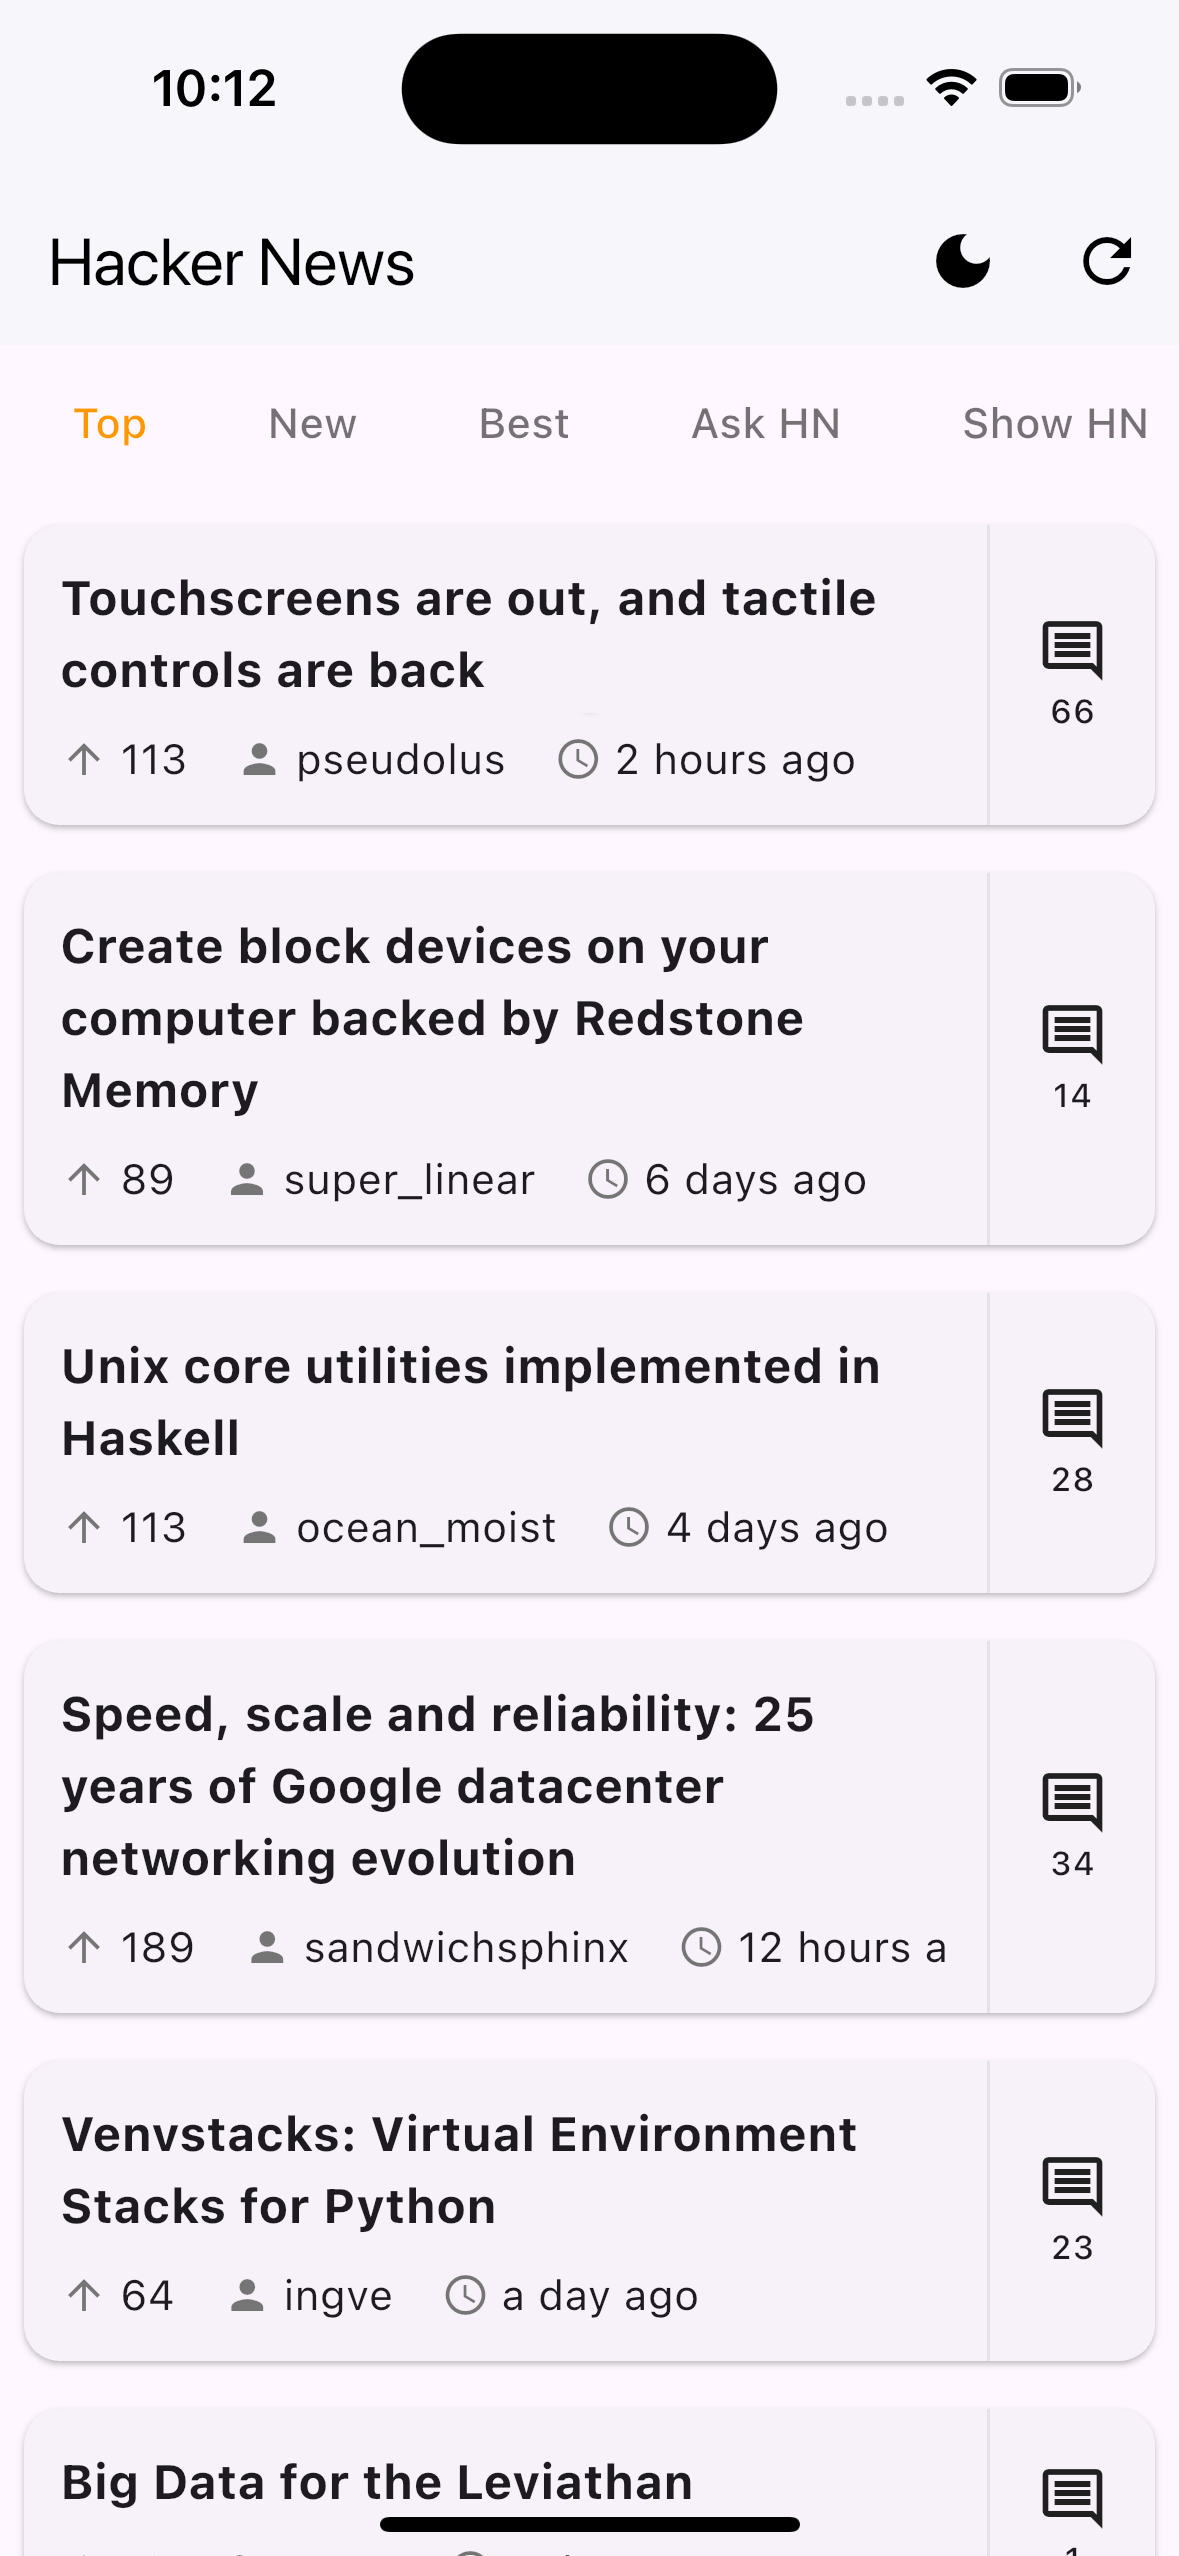 10:12
Hacker News
Top New Best Ask HN Show HN
Touchscreens are out, and tactile
controls are back
66
113 pseudolus 2 hours ago
Create block devices on your
computer backed by Redstone
Memory
14
89 super_linear 6 days ago
Unix core utilities implemented in
Haskell
28
113 ocean_moist 4 days ago
Speed, scale and reliability: 25
years of Google datacenter
networking evolution
34
189 sandwichsphinx 12 hours a
Venvstacks: Virtual Environment
Stacks for Python
23
64 ingve a day ago
Big Data for the Leviathan